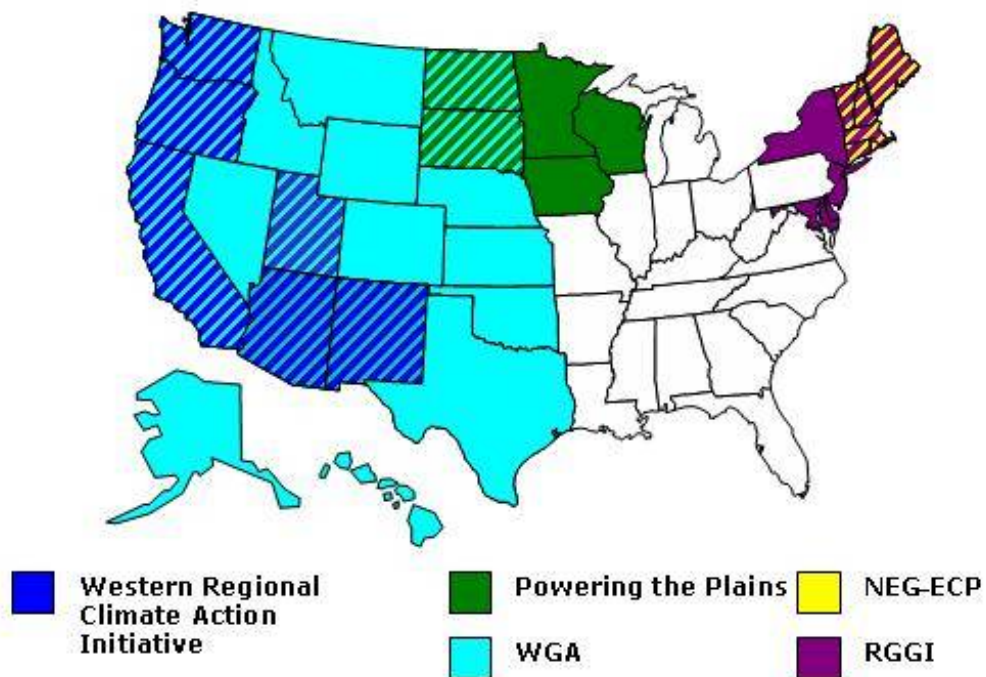 Western Regional
Climate Action
Initiative
Powering the Plains
WGA
NEG-ECP
RGGI